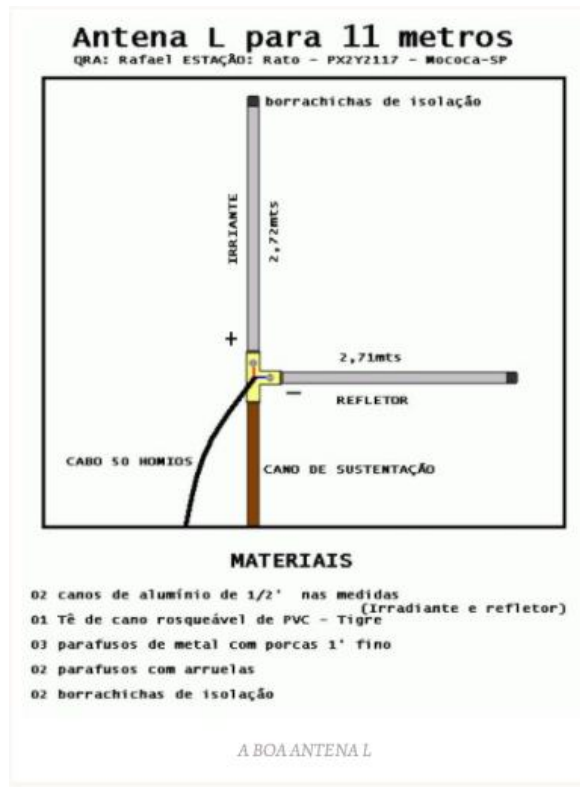 Antena L para 11 metros
QRA: Rafael ESTAÇÃO: Rato - PX2Y2117 - Mococa-SP
borrachichas de isolação
IRRIANTE
2,72mts
+
2,71mts
—
REFLETOR
CABO 50 HOMIOS
CANO DE SUSTENTAÇÃO
MATERIAIS
02 canos de alumínio de 1/2' nas medidas
(Irradiante e refletor)
01 Tê de cano rosqueável de PVC - Tigre
03 parafusos de metal com porcas 1' fino
02 parafusos com arruelas
02 borrachichas de isolação
A BOA ANTENA L